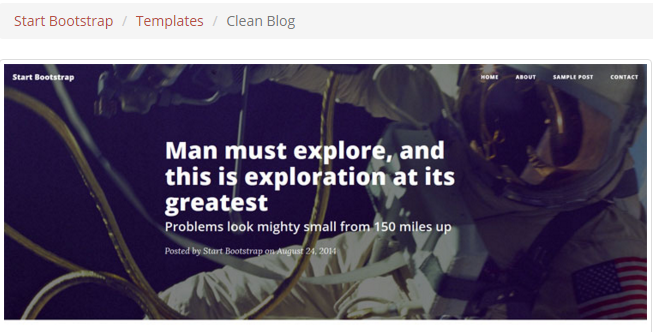 Start Bootstrap / Templates / Clean Blog
Start Bootstrap HOME ABOUT SAMPLE POST CONTACT
Man must explore, and
this is exploration at its
greatest
Problems look mighty small from 150 miles up
Posted by Start Bootstrap on August 24, 2014